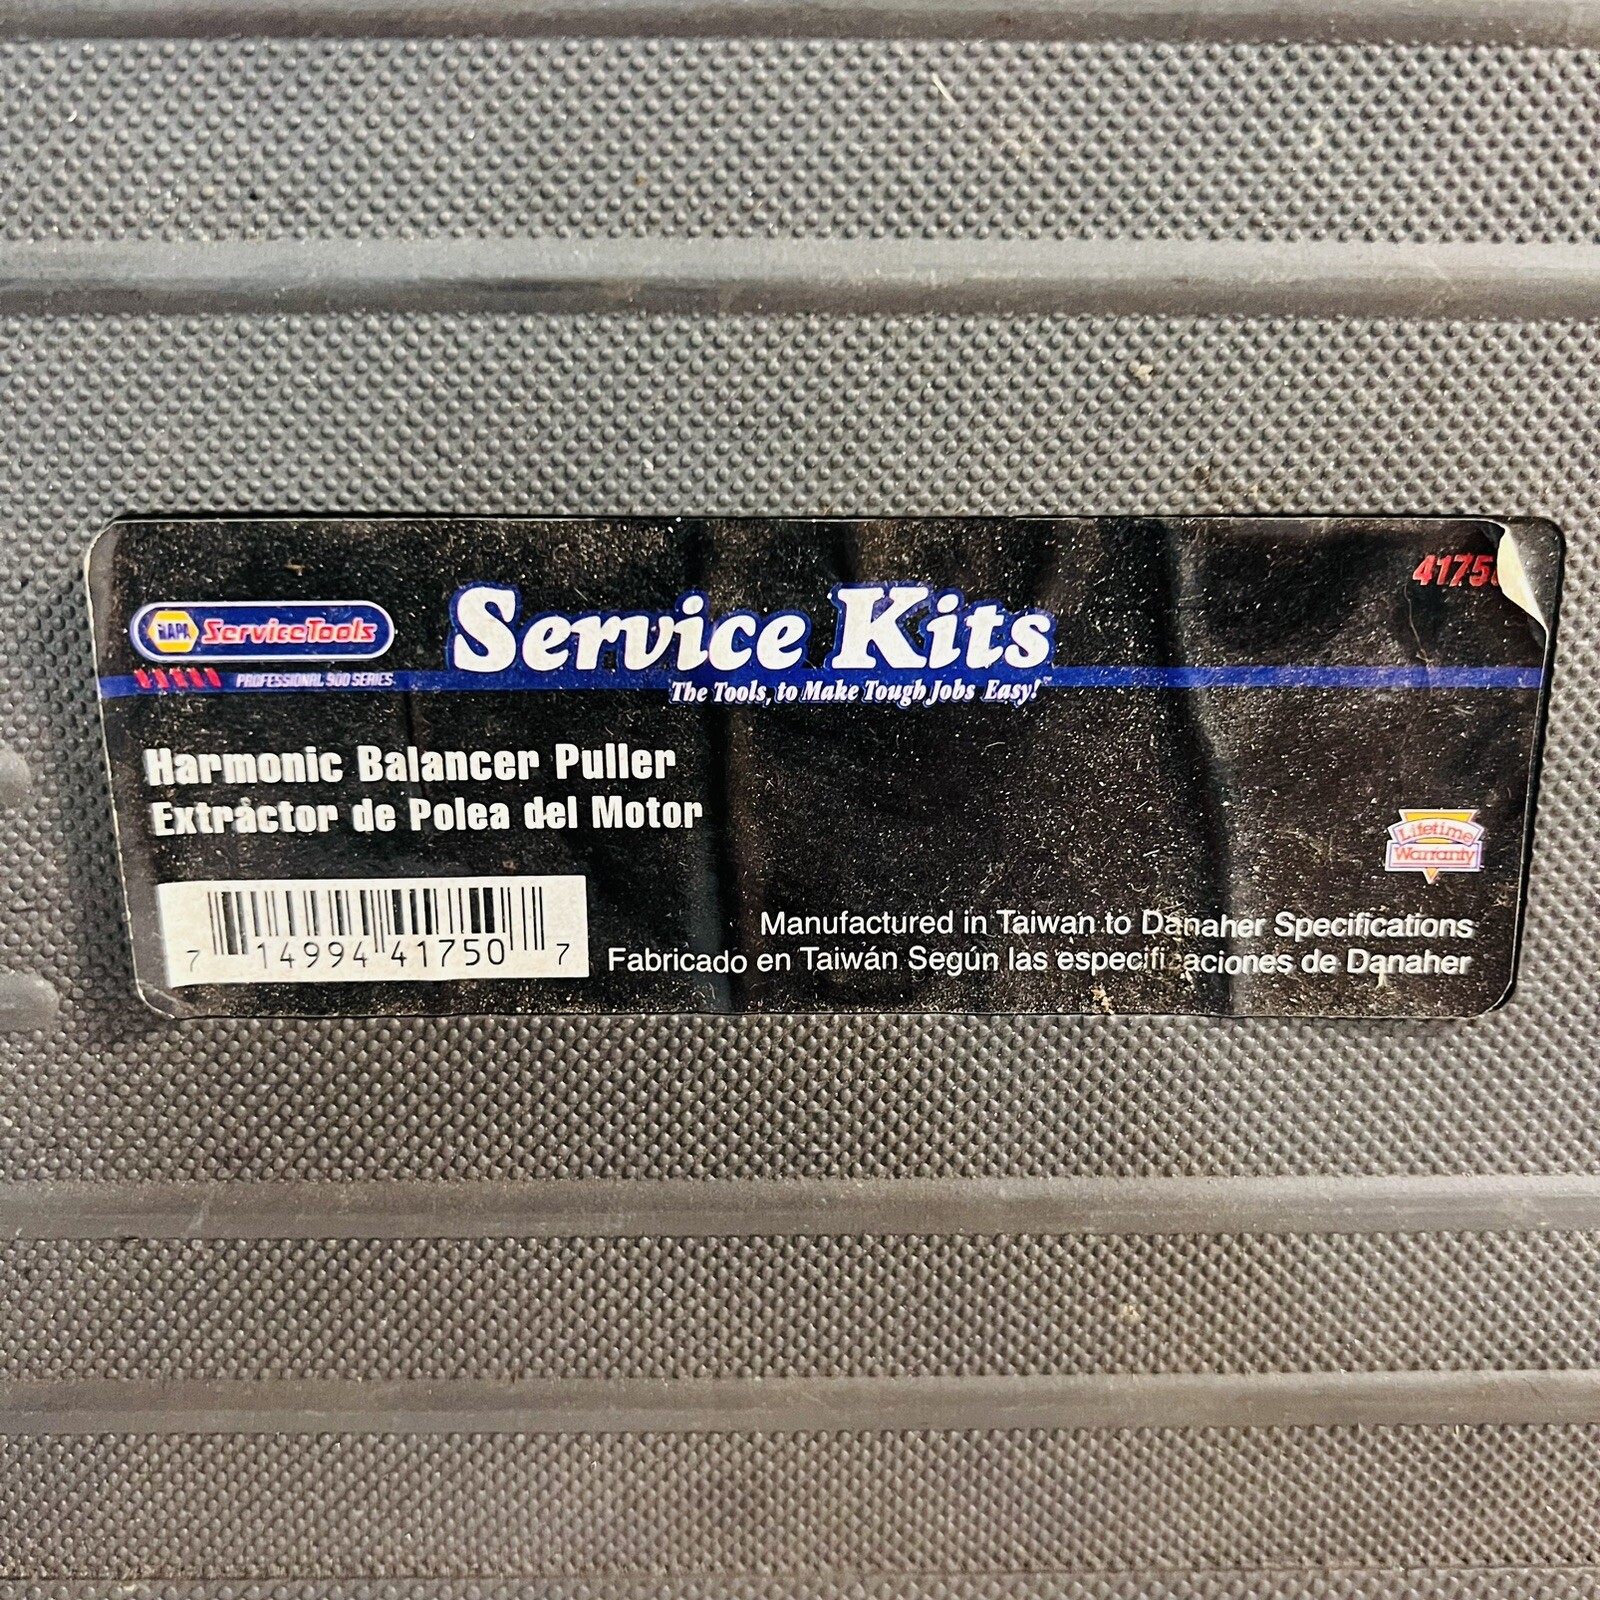 4175
NAPA ServiceTools
PROFESSIONAL 900 SERIES
Service Kits
The Tools, to Make Tough Jobs Easy!™
Harmonic Balancer Puller
Extractor de Polea del Motor
Lifetime
Warranty
7 14994 41750 7
Manufactured in Taiwan to Danaher Specifications
Fabricado en Taiwán Según las especificaciones de Danaher